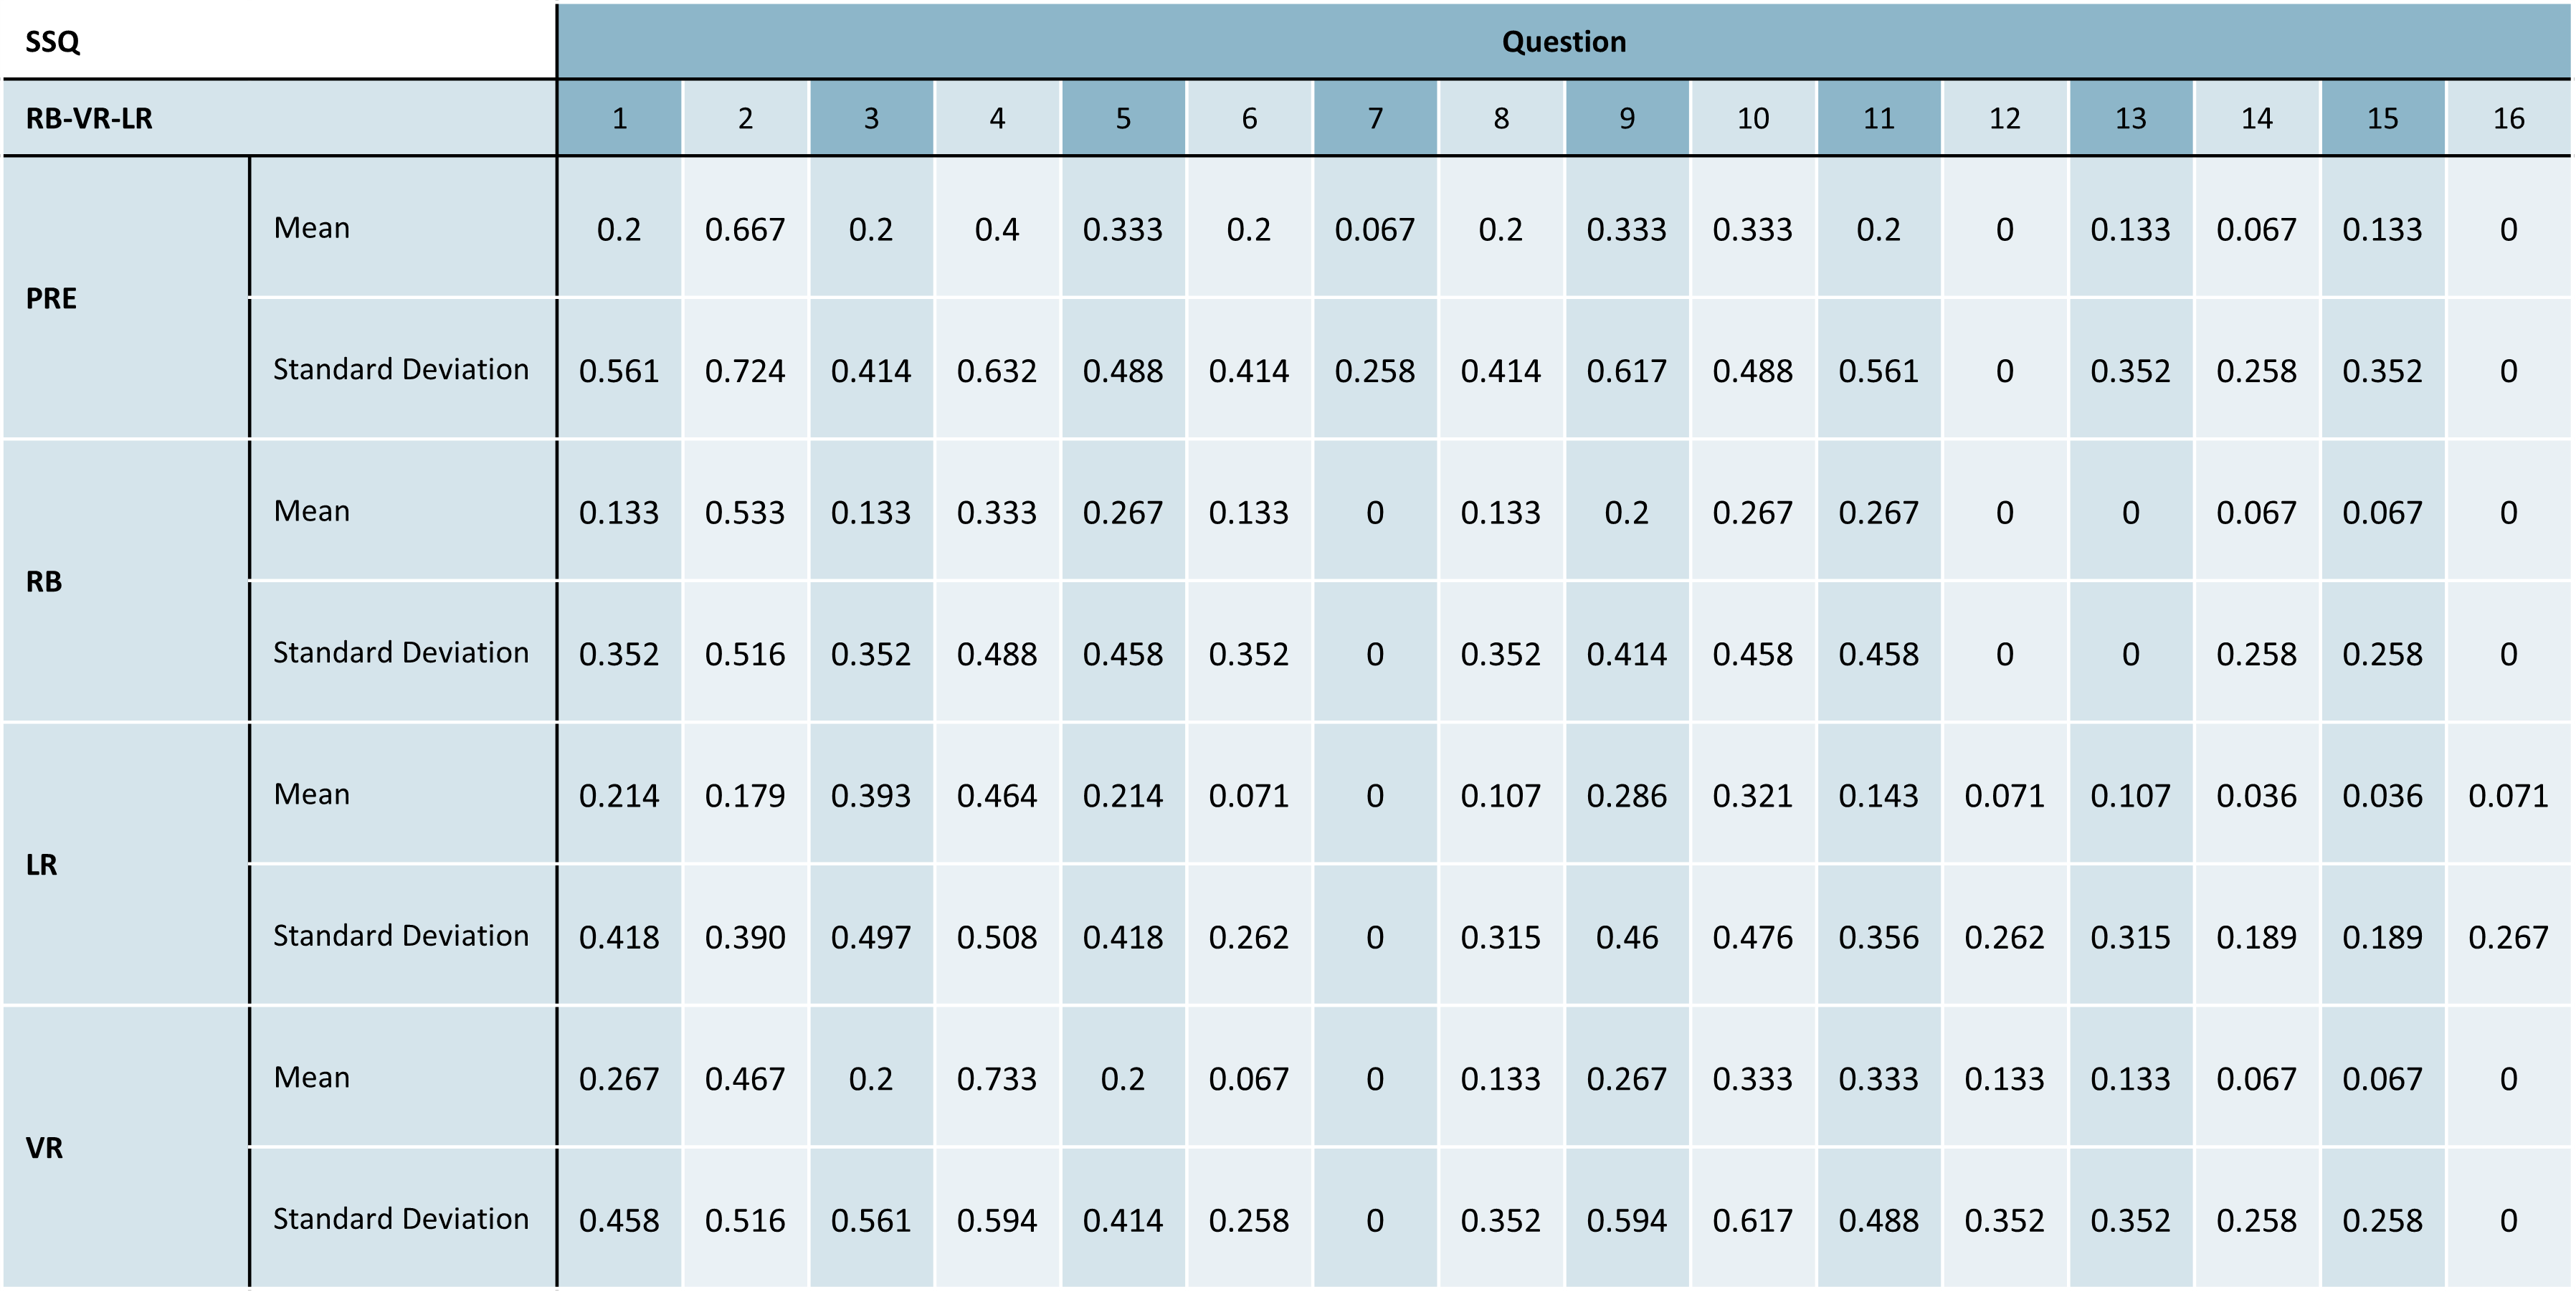 SSQ Question
RB-VR-LR 1 2 3 4 5 6 7 8 9 10 11 12 13 14 15 16
PRE
Mean 0.2 0.667 0.2 0.4 0.333 0.2 0.067 0.2 0.333 0.333 0.2 0 0.133 0.067 0.133 0
Standard Deviation 0.561 0.724 0.414 0.632 0.488 0.414 0.258 0.414 0.617 0.488 0.561 0 0.352 0.258 0.352 0
RB
Mean 0.133 0.533 0.133 0.333 0.267 0.133 0 0.133 0.2 0.267 0.267 0 0 0.067 0.067 0
Standard Deviation 0.352 0.516 0.352 0.488 0.458 0.352 0 0.352 0.414 0.458 0.458 0 0 0.258 0.258 0
LR
Mean 0.214 0.179 0.393 0.464 0.214 0.071 0 0.107 0.286 0.321 0.143 0.071 0.107 0.036 0.036 0.071
Standard Deviation 0.418 0.390 0.497 0.508 0.418 0.262 0 0.315 0.46 0.476 0.356 0.262 0.315 0.189 0.189 0.267
VR
Mean 0.267 0.467 0.2 0.733 0.2 0.067 0 0.133 0.267 0.333 0.333 0.133 0.133 0.067 0.067 0
Standard Deviation 0.458 0.516 0.561 0.594 0.414 0.258 0 0.352 0.594 0.617 0.488 0.352 0.352 0.258 0.258 0